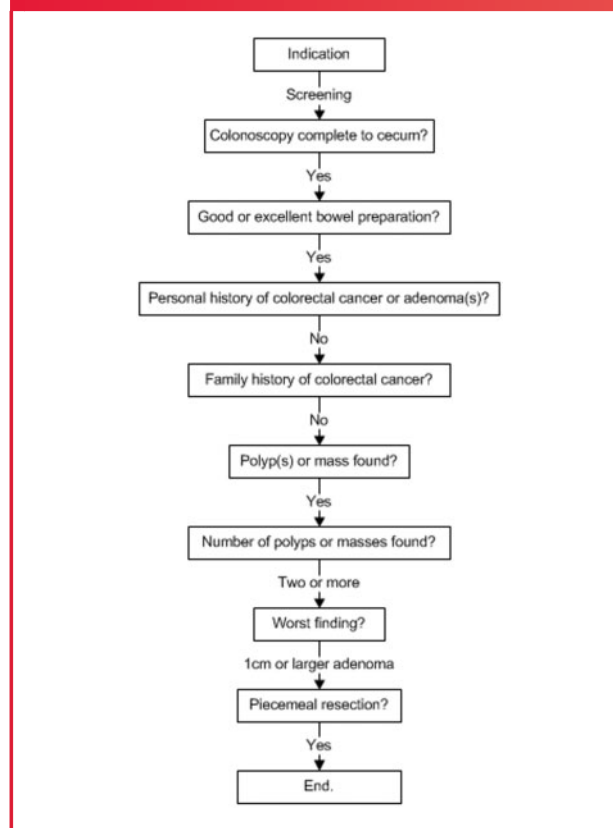 Indication
Screening
Colonoscopy complete to cecum?
Yes
Good or excellent bowel preparation?
Yes
Personal history of colorectal cancer or adenoma(s)?
No
Family history of colorectal cancer?
No
Polyp(s) or mass found?
Yes
Number of polyps or masses found?
Two or more
Worst finding?
1cm or larger adenoma
Piecemeal resection?
Yes
End.